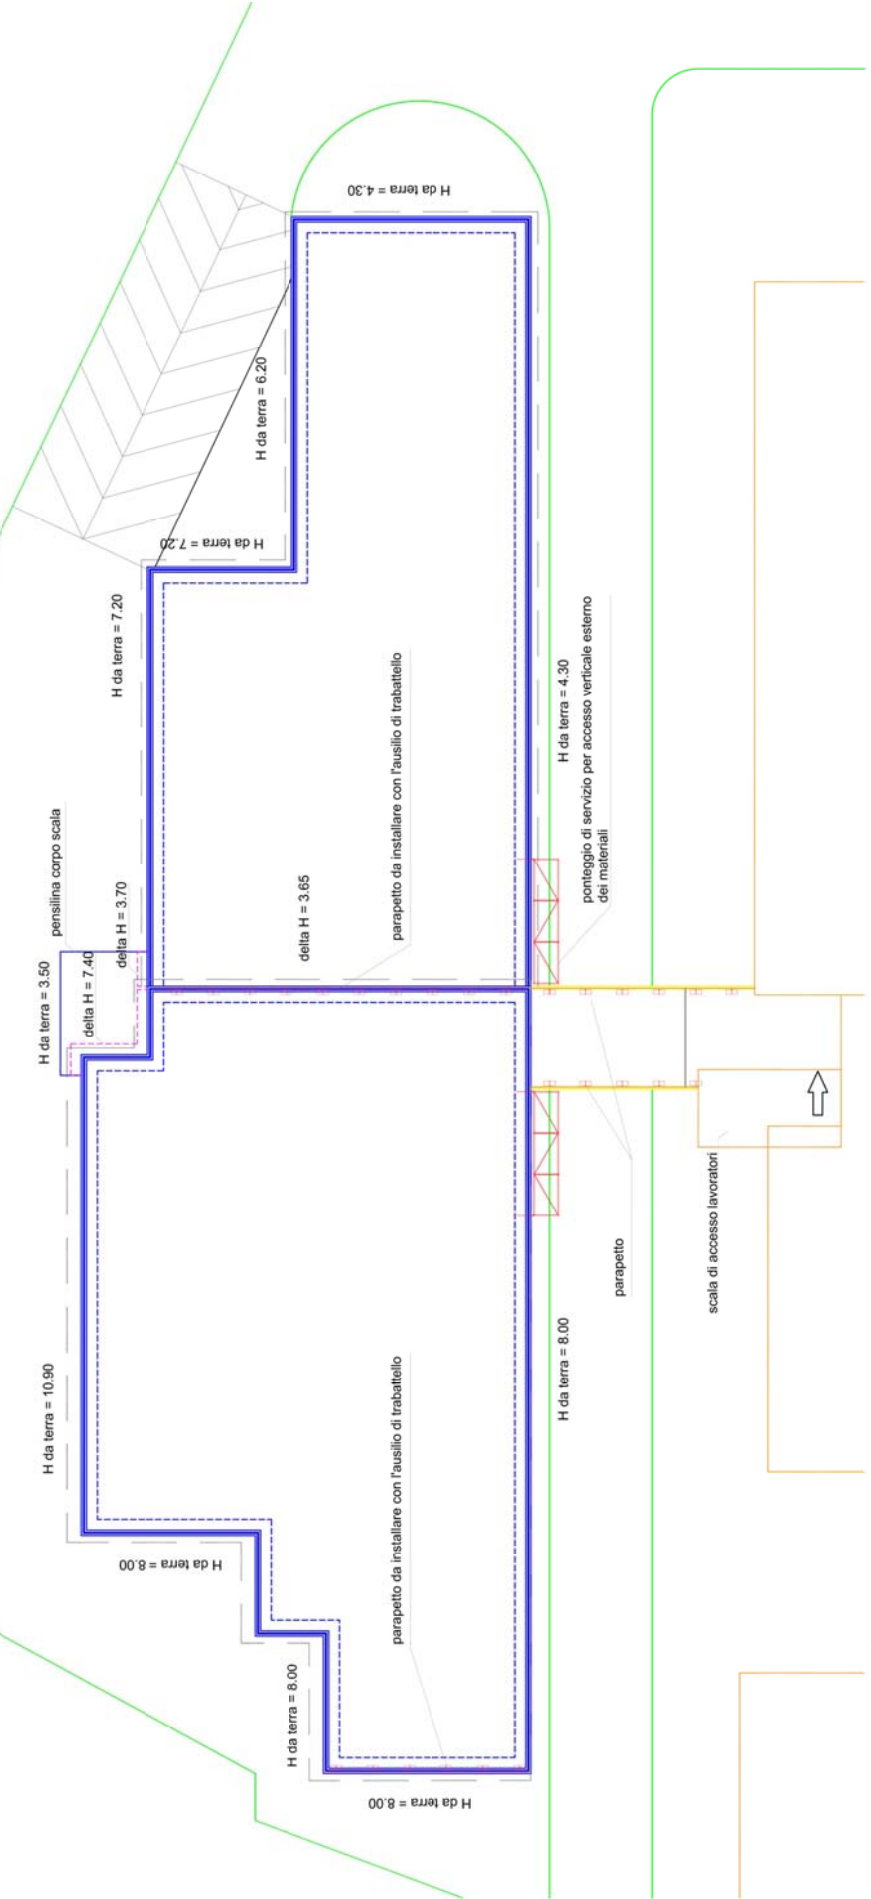 H da terra = 4.30
H da terra = 6.20
H da terra = 7.20
H da terra = 7.20
parapetto da installare con l'ausilio di trabattello
H da terra = 4.30
ponteggio di servizio per accesso verticale esterno
dei materiali
pensilina corpo scala
delta H = 3.70
delta H = 3.65
H da terra = 3.50
delta H = 7.40
parapetto
scala di accesso lavoratori
H da terra = 10.90
H da terra = 8.00
parapetto da installare con l'ausilio di trabattello
H da terra = 8.00
H da terra = 8.00
H da terra = 8.00